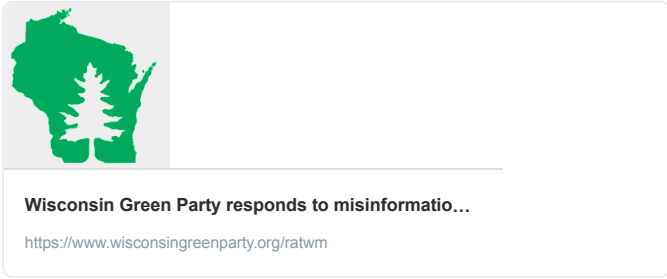 Wisconsin Green Party responds to misinformatio...
https://www.wisconsingreenparty.org/ratwm